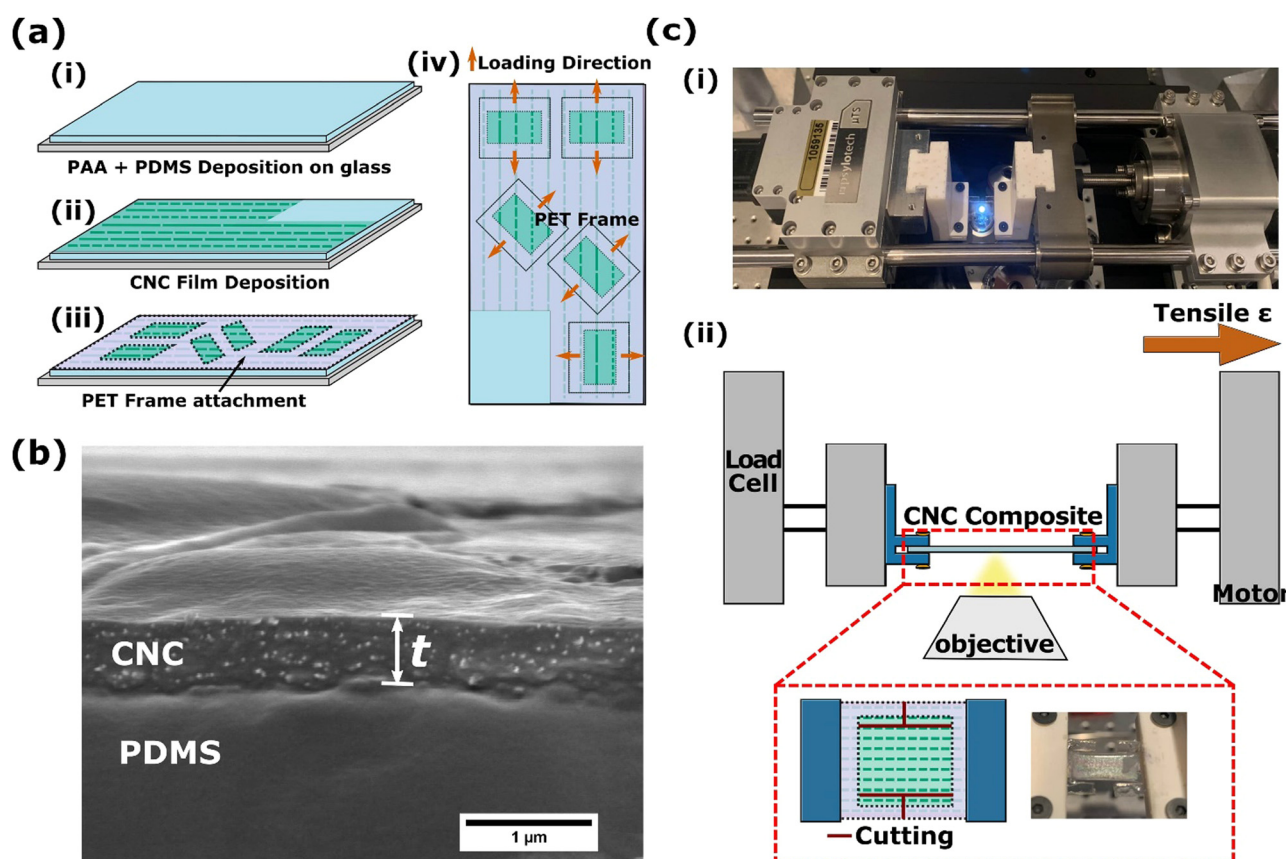 (a)
(i)
PAA + PDMS Deposition on glass
(ii)
CNC Film Deposition
(iii)
PET Frame attachment
(iv)
Loading Direction
PET Frame
(b)
CNC
t
PDMS
1 µm
(c)
(i)
1059135
psylotech
µTS
(ii)
Tensile ε
Load
Cell
CNC Composite
Motor
objective
Cutting